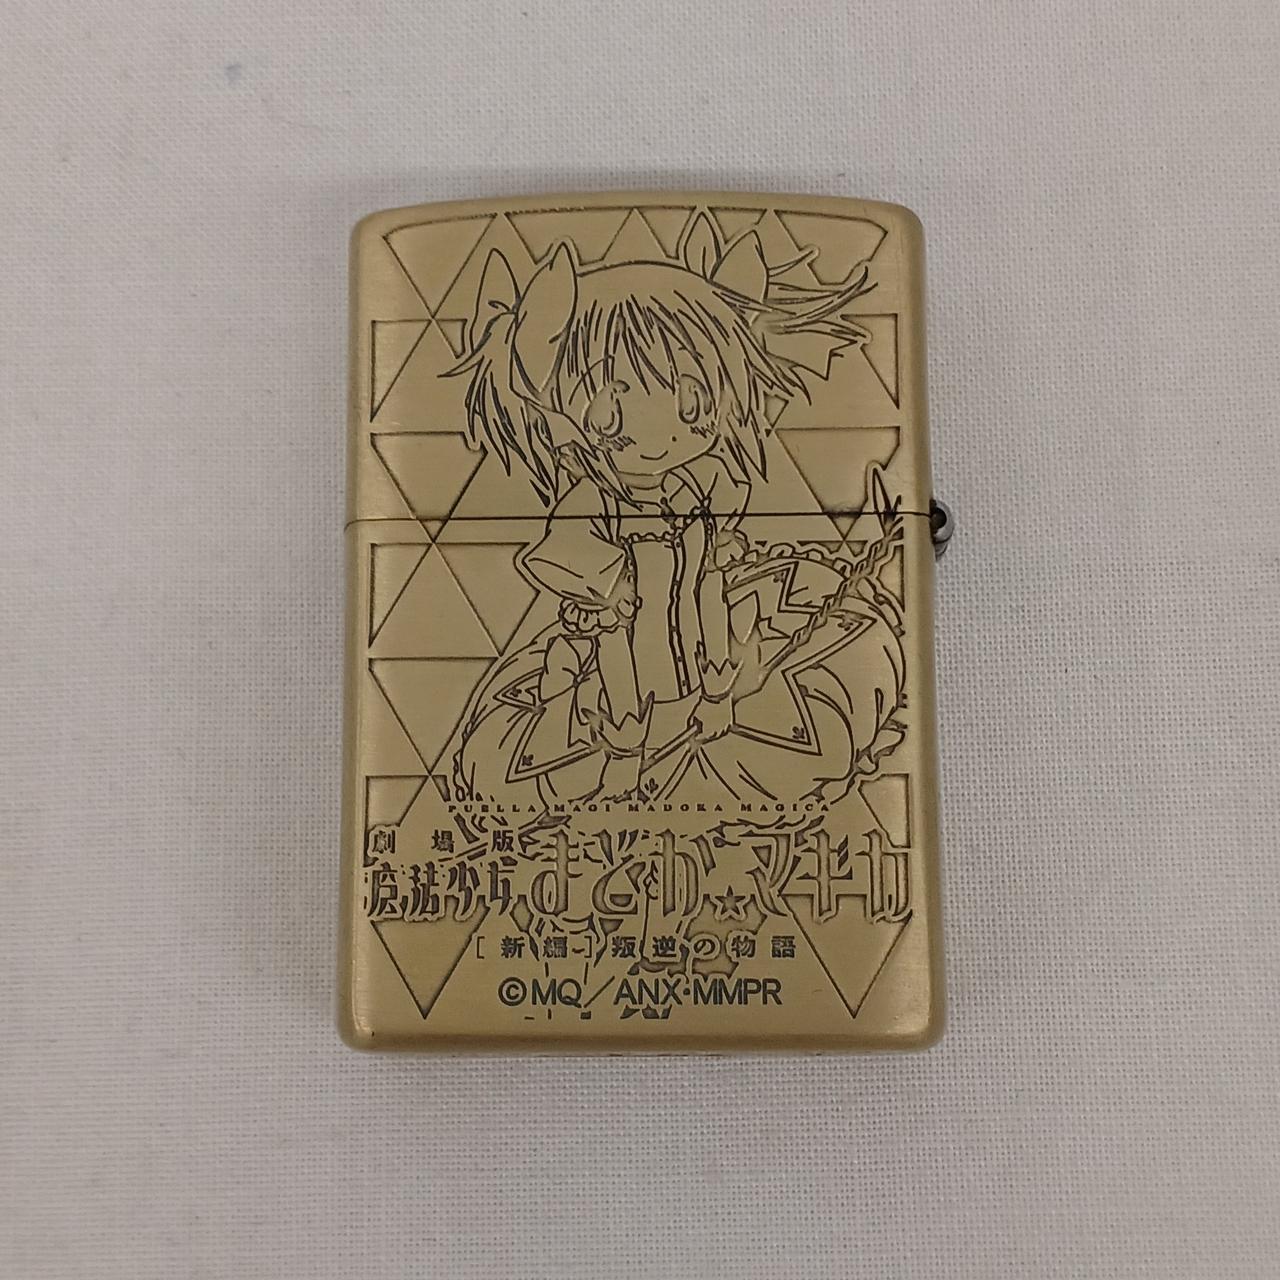 PUELLA MAGI MADOKA MAGICA
劇場版
魔法少女まどか★マギカ
[新編]叛逆の物語
©MQ/ANX・MMPR